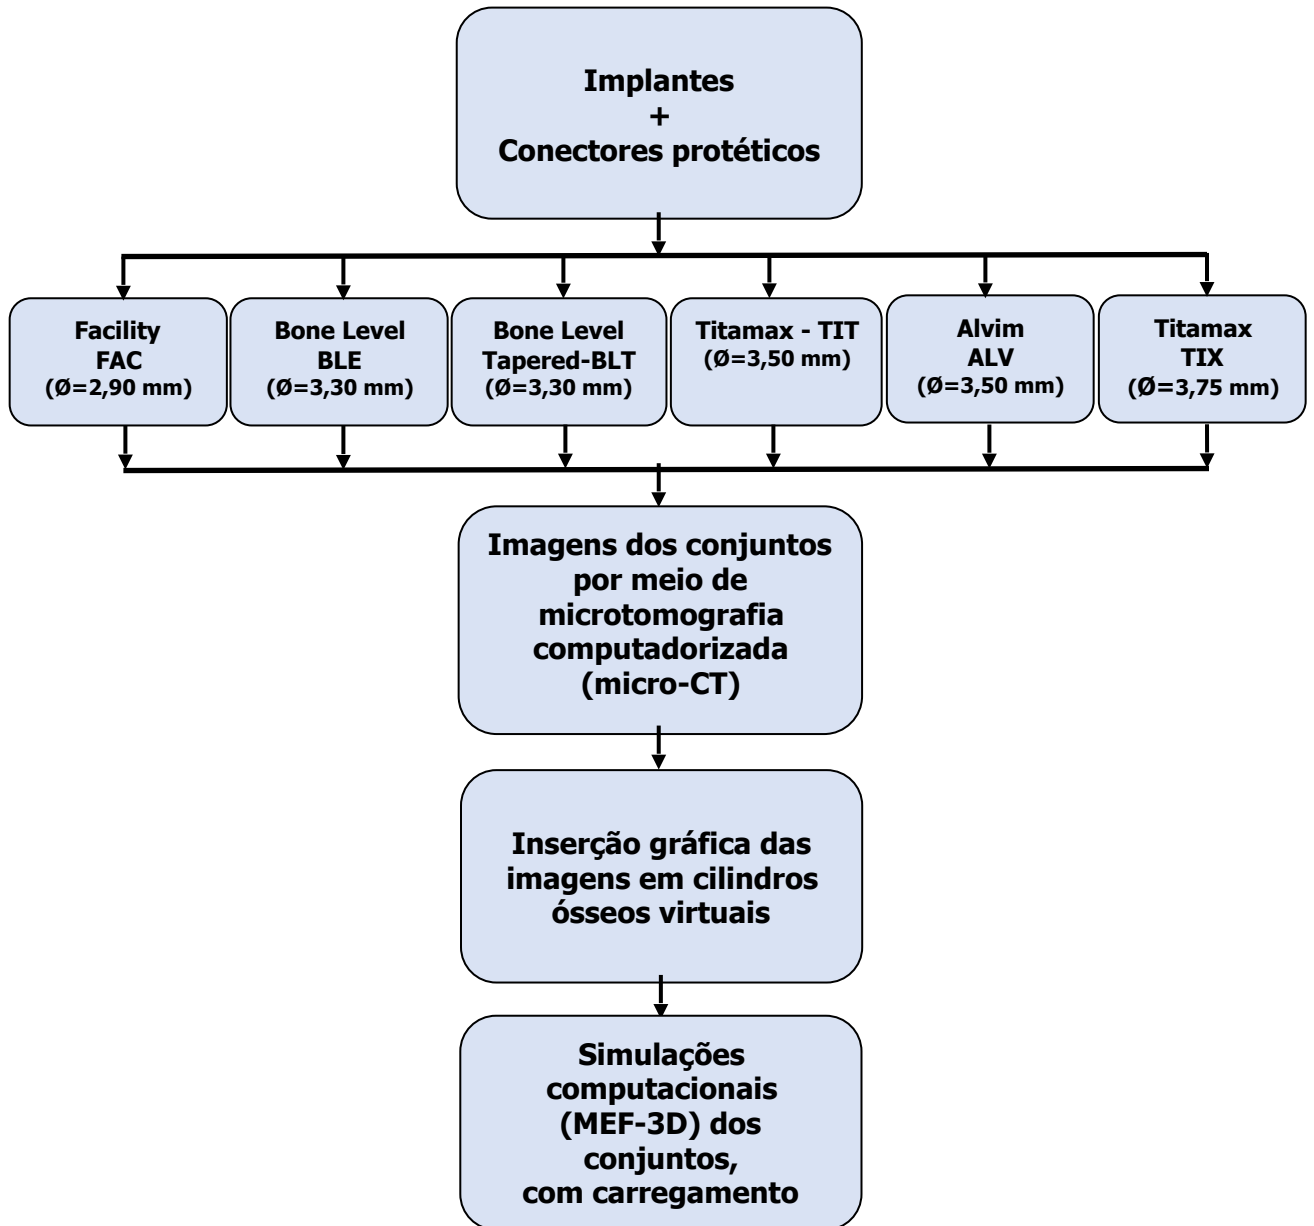 Implantes
+
Conectores protéticos
Facility
FAC
(Ø=2,90 mm)
Bone Level
BLE
(Ø=3,30 mm)
Bone Level
Tapered-BLT
(Ø=3,30 mm)
Titamax - TIT
(Ø=3,50 mm)
Alvim
ALV
(Ø=3,50 mm)
Titamax
TIX
(Ø=3,75 mm)
Imagens dos conjuntos
por meio de
microtomografia
computadorizada
(micro-CT)
Inserção gráfica das
imagens em cilindros
ósseos virtuais
Simulações
computacionais
(MEF-3D) dos
conjuntos,
com carregamento